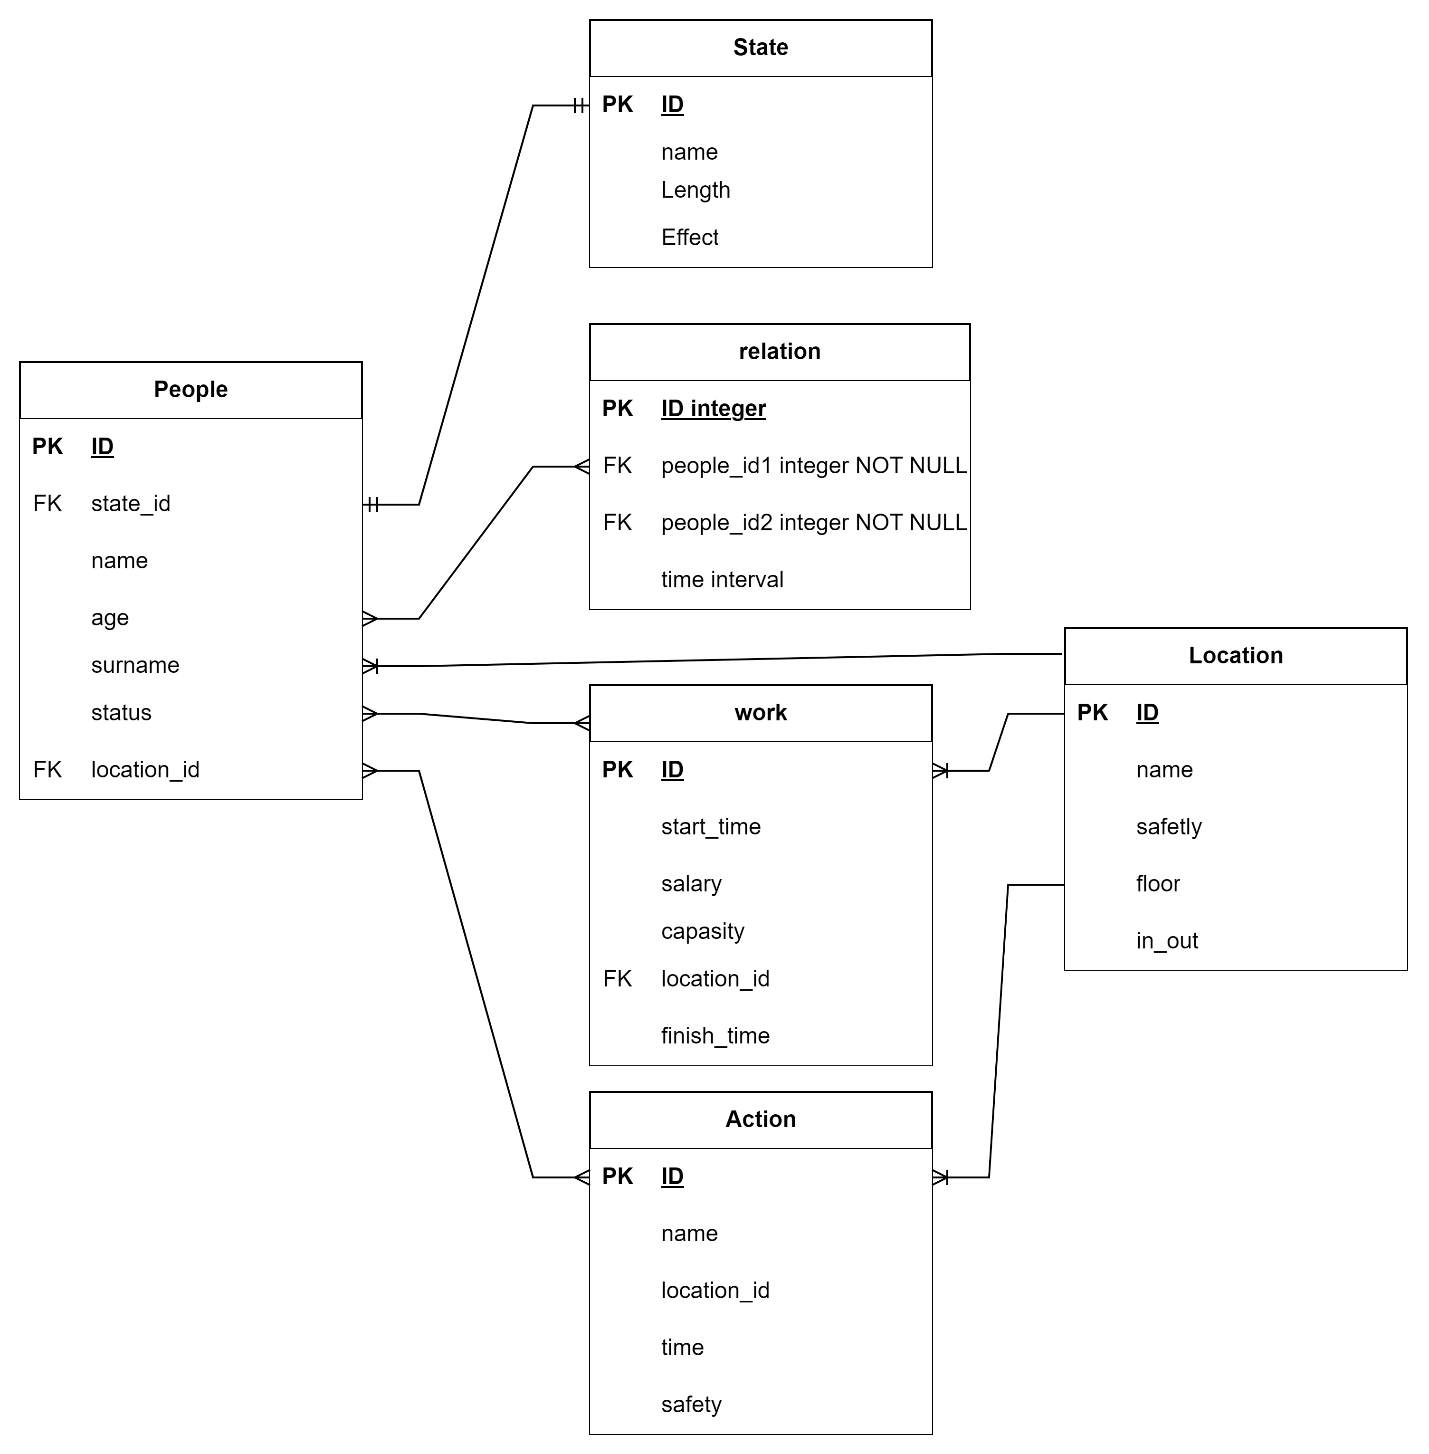 State
PK ID
name
Length
Effect
relation
PK ID integer
FK people_id1 integer NOT NULL
FK people_id2 integer NOT NULL
time interval
People
PK ID
FK state_id
name
age
surname
status
FK location_id
Location
PK ID
name
safetly
floor
in_out
work
PK ID
start_time
salary
capasity
FK location_id
finish_time
Action
PK ID
name
location_id
time
safety